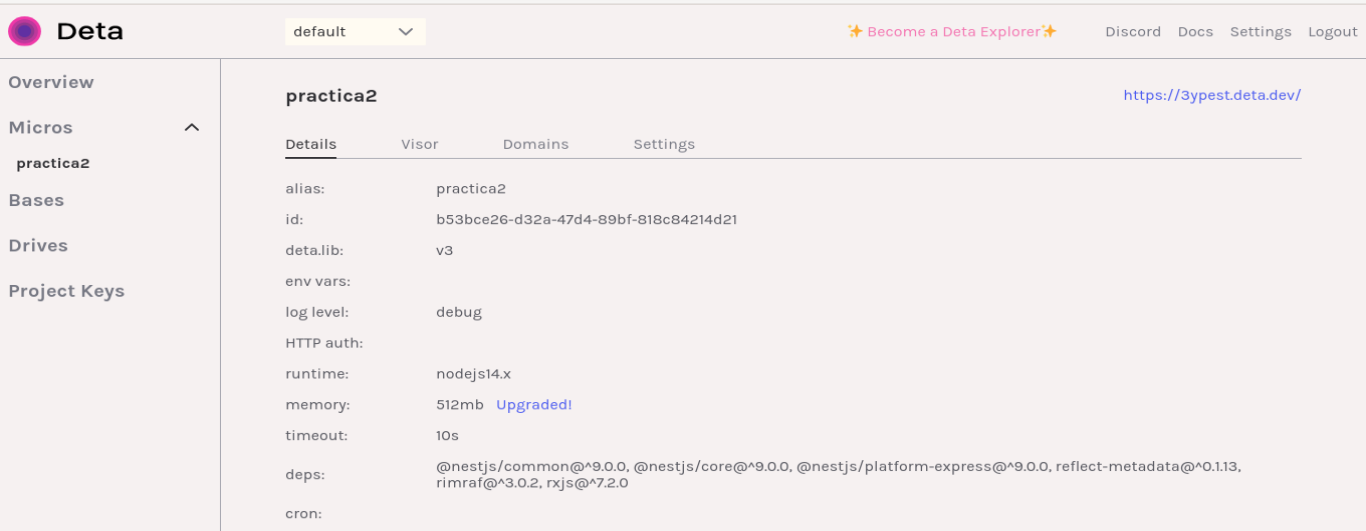 Deta
default
✨ Become a Deta Explorer✨
Discord
Docs
Settings
Logout
Overview
Micros
practica2
Bases
Drives
Project Keys
practica2
https://3ypest.deta.dev/
Details
Visor
Domains
Settings
alias: practica2
id: b53bce26-d32a-47d4-89bf-818c84214d21
deta.lib: v3
env vars:
log level: debug
HTTP auth:
runtime: nodejs14.x
memory: 512mb Upgraded!
timeout: 10s
deps: @nestjs/common@^9.0.0, @nestjs/core@^9.0.0, @nestjs/platform-express@^9.0.0, reflect-metadata@^0.1.13,
rimraf@^3.0.2, rxjs@^7.2.0
cron: